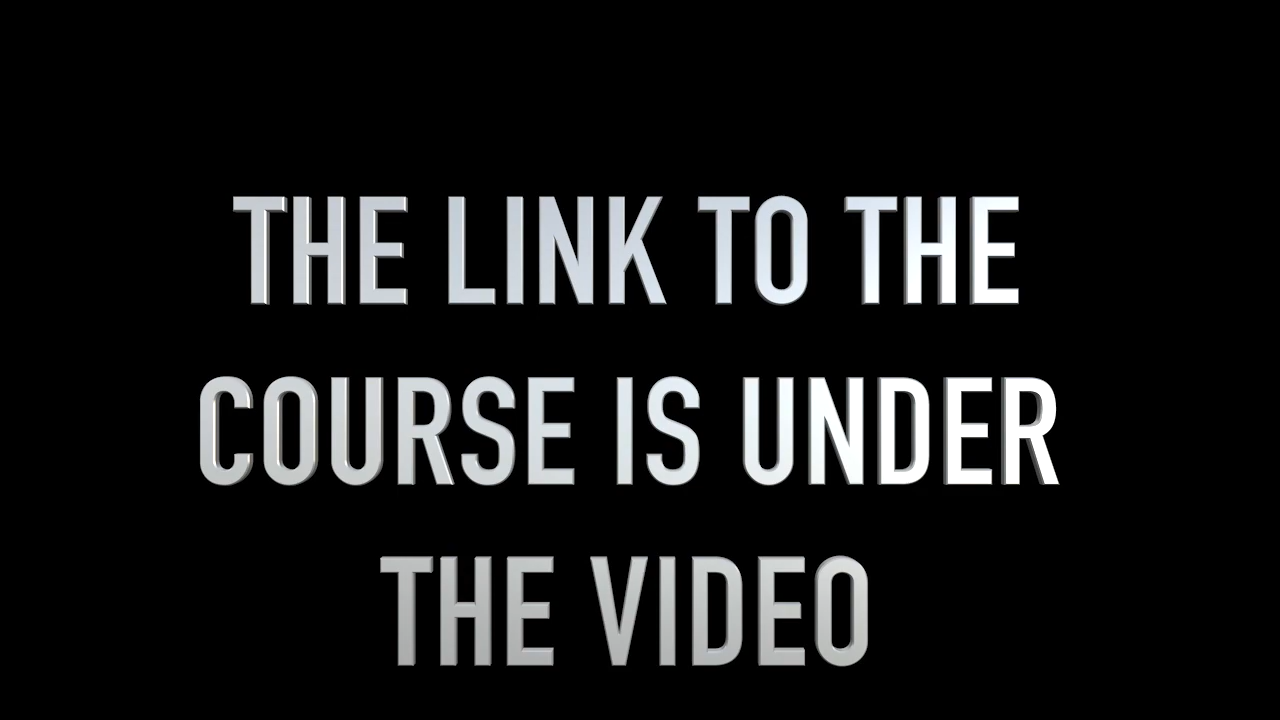 THE LINK TO THE
COURSE IS UNDER
THE VIDEO